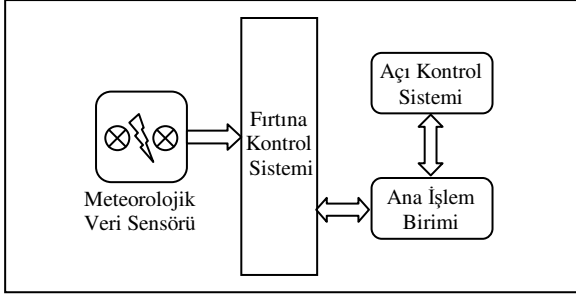 Meteorolojik
Veri Sensörü
Fırtına
Kontrol
Sistemi
Açı Kontrol
Sistemi
Ana İşlem
Birimi